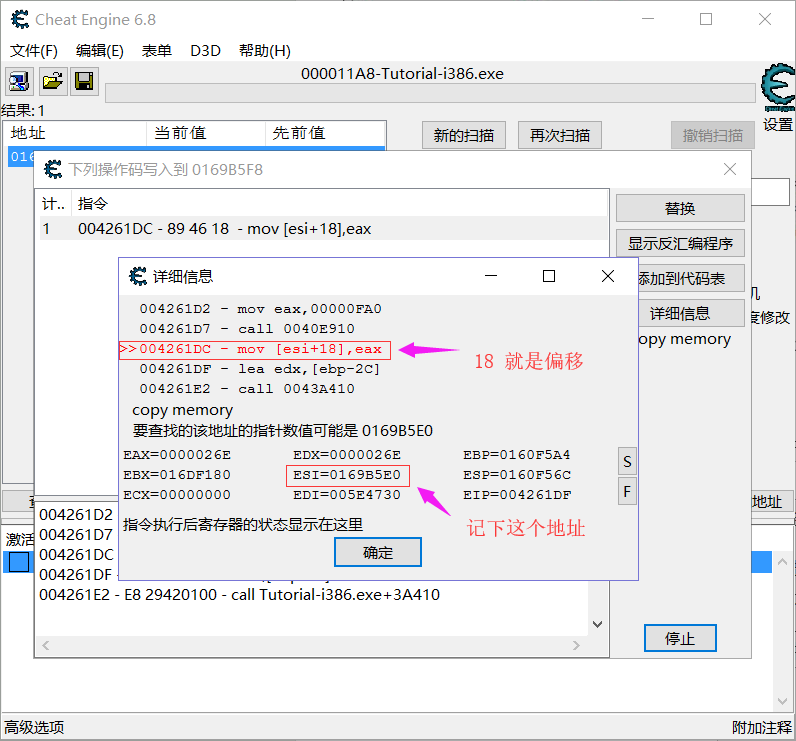 Cheat Engine 6.8
文件(F) 编辑(E) 表单 D3D 帮助(H)
000011A8-Tutorial-i386.exe
设置
结果: 1
地址 当前值 先前值
新的扫描 再次扫描 撤销扫描
016
下列操作码写入到 0169B5F8
计.. 指令
1 004261DC - 89 46 18 - mov [esi+18],eax
替换
显示反汇编程序
添加到代码表
详细信息
copy memory
度修改
详细信息
004261D2 - mov eax,00000FA0
004261D7 - call 0040E910
>>004261DC - mov [esi+18],eax
18 就是偏移
004261DF - lea edx,[ebp-2C]
004261E2 - call 0043A410
copy memory
要查找的该地址的指针数值可能是 0169B5E0
EAX=0000026E EDX=0000026E EBP=0160F5A4
EBX=016DF180 ESI=0169B5E0 ESP=0160F56C
ECX=00000000 EDI=005E4730 EIP=004261DF
S
F
指令执行后寄存器的状态显示在这里
记下这个地址
确定
地址
激活
004261D2
004261D7
004261DC
004261DF -
004261E2 - E8 29420100 - call Tutorial-i386.exe+3A410
停止
高级选项 附加注释